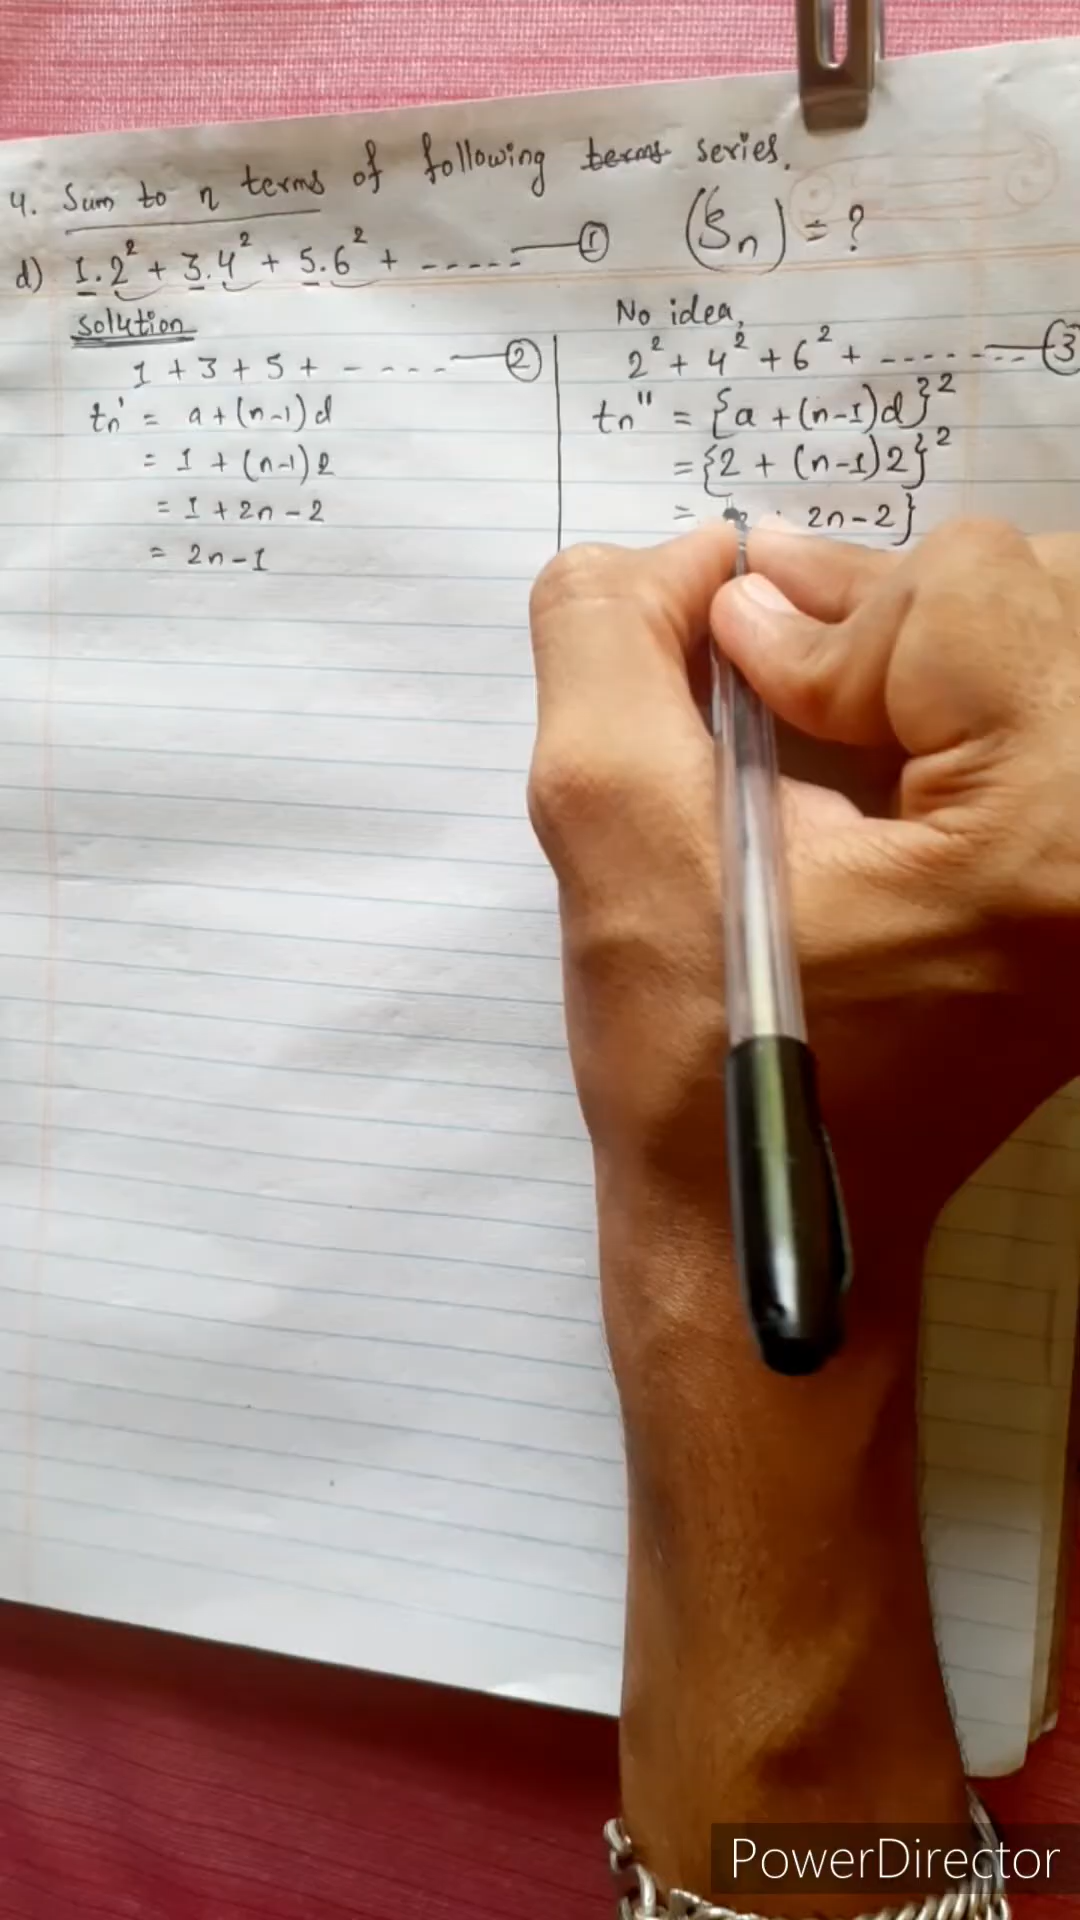 4. Sum to n terms of following terms series.
d) 1.2² + 3.4² + 5.6² + ------ ① (Sn) = ?
Solution
1 + 3 + 5 + ----- ②
tn' = a + (n-1)d
= 1 + (n-1)2
= 1 + 2n - 2
= 2n - 1
No idea,
2² + 4² + 6² + ------- ③
tn'' = {a + (n-1)d}²
= {2 + (n-1)2}²
= 2n-2}
PowerDirector